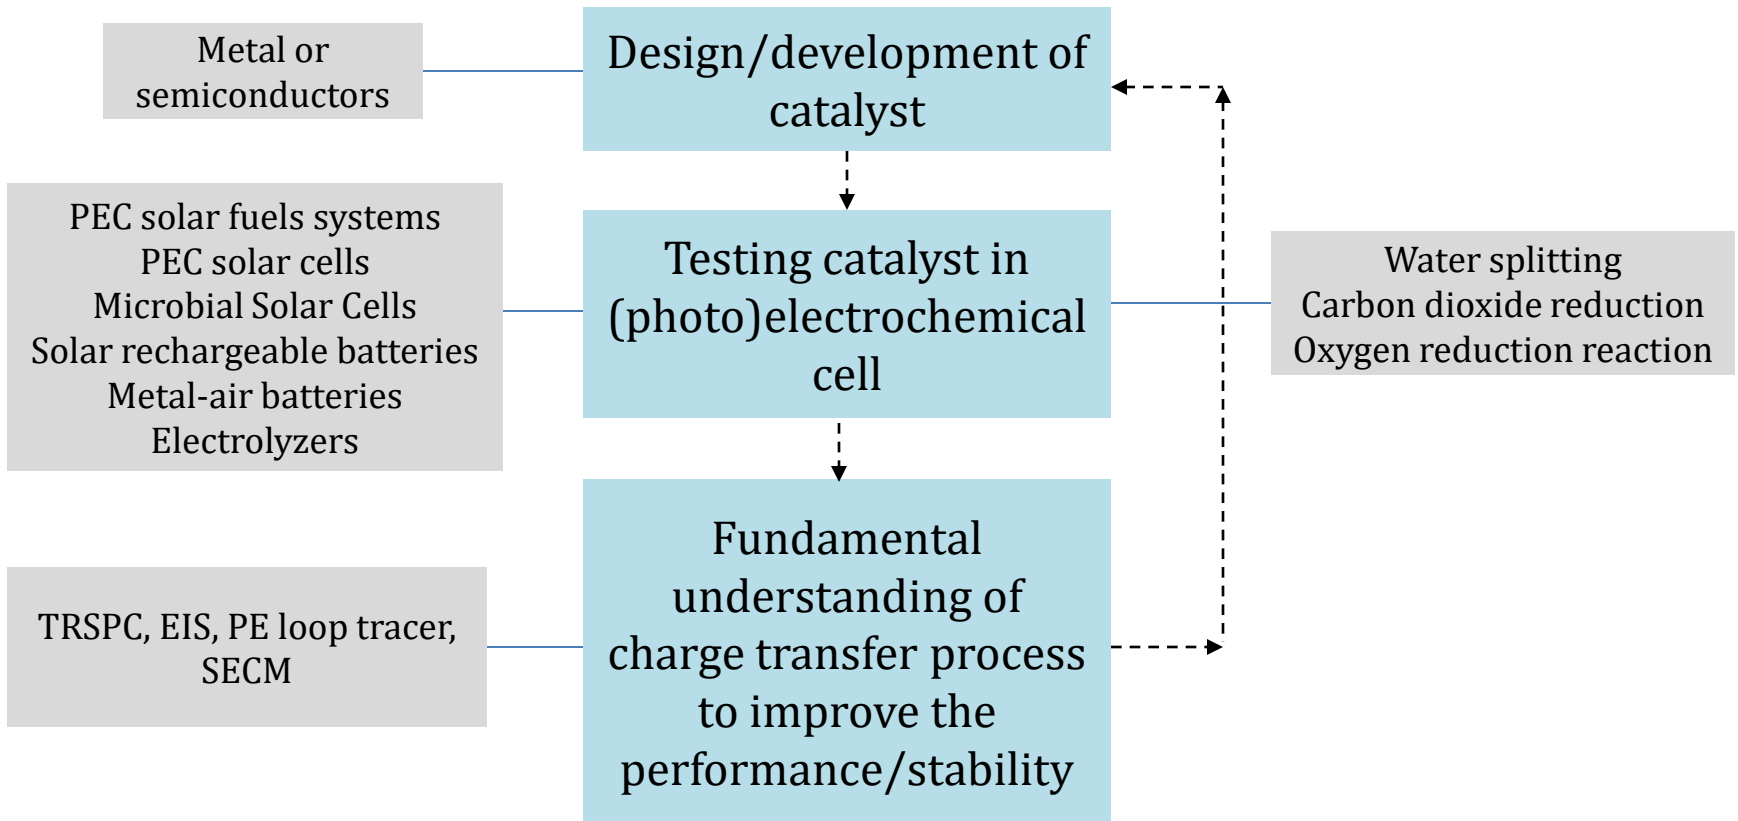 Metal or
semiconductors
Design/development of
catalyst
PEC solar fuels systems
PEC solar cells
Microbial Solar Cells
Solar rechargeable batteries
Metal-air batteries
Electrolyzers
Testing catalyst in
(photo)electrochemical
cell
Water splitting
Carbon dioxide reduction
Oxygen reduction reaction
TRSPC, EIS, PE loop tracer,
SECM
Fundamental
understanding of
charge transfer process
to improve the
performance/stability